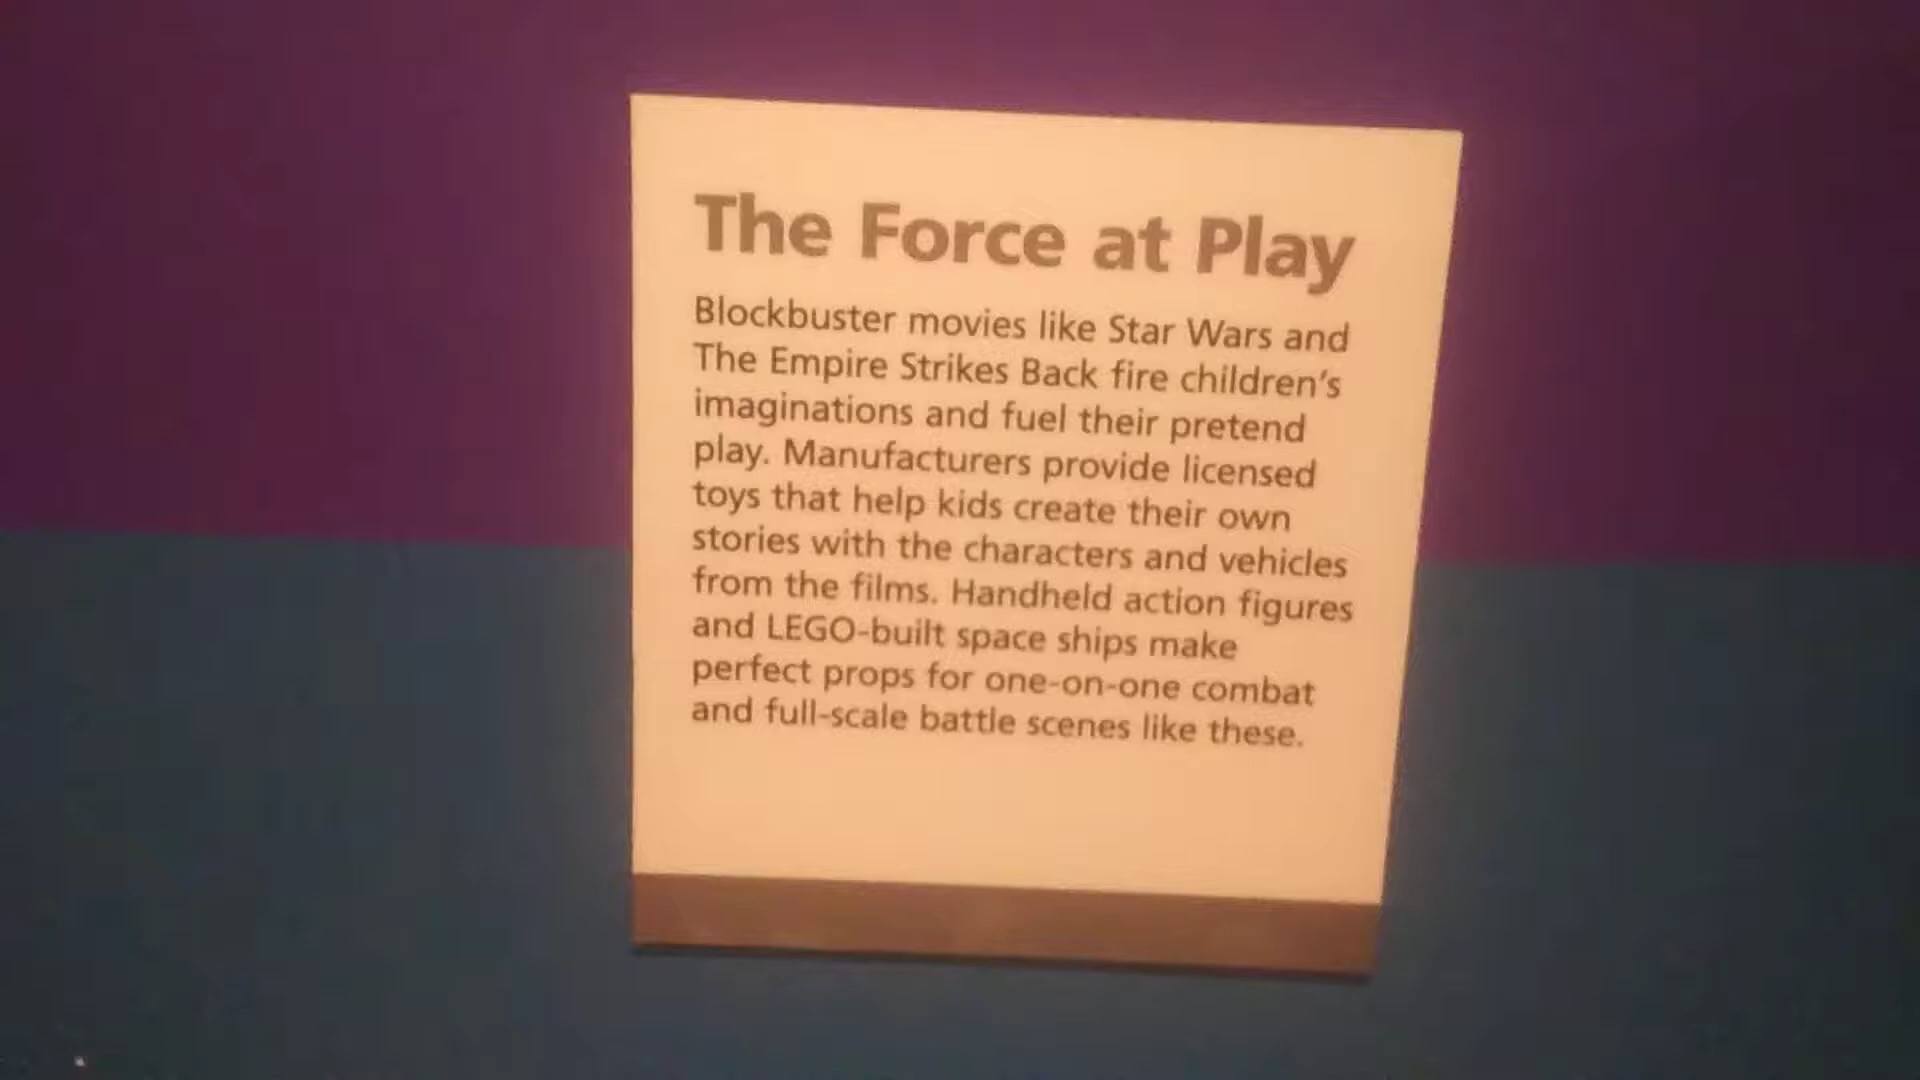 The Force at Play
Blockbuster movies like Star Wars and
The Empire Strikes Back fire children's
imaginations and fuel their pretend
play. Manufacturers provide licensed
toys that help kids create their own
stories with the characters and vehicles
from the films. Handheld action figures
and LEGO-built space ships make
perfect props for one-on-one combat
and full-scale battle scenes like these.